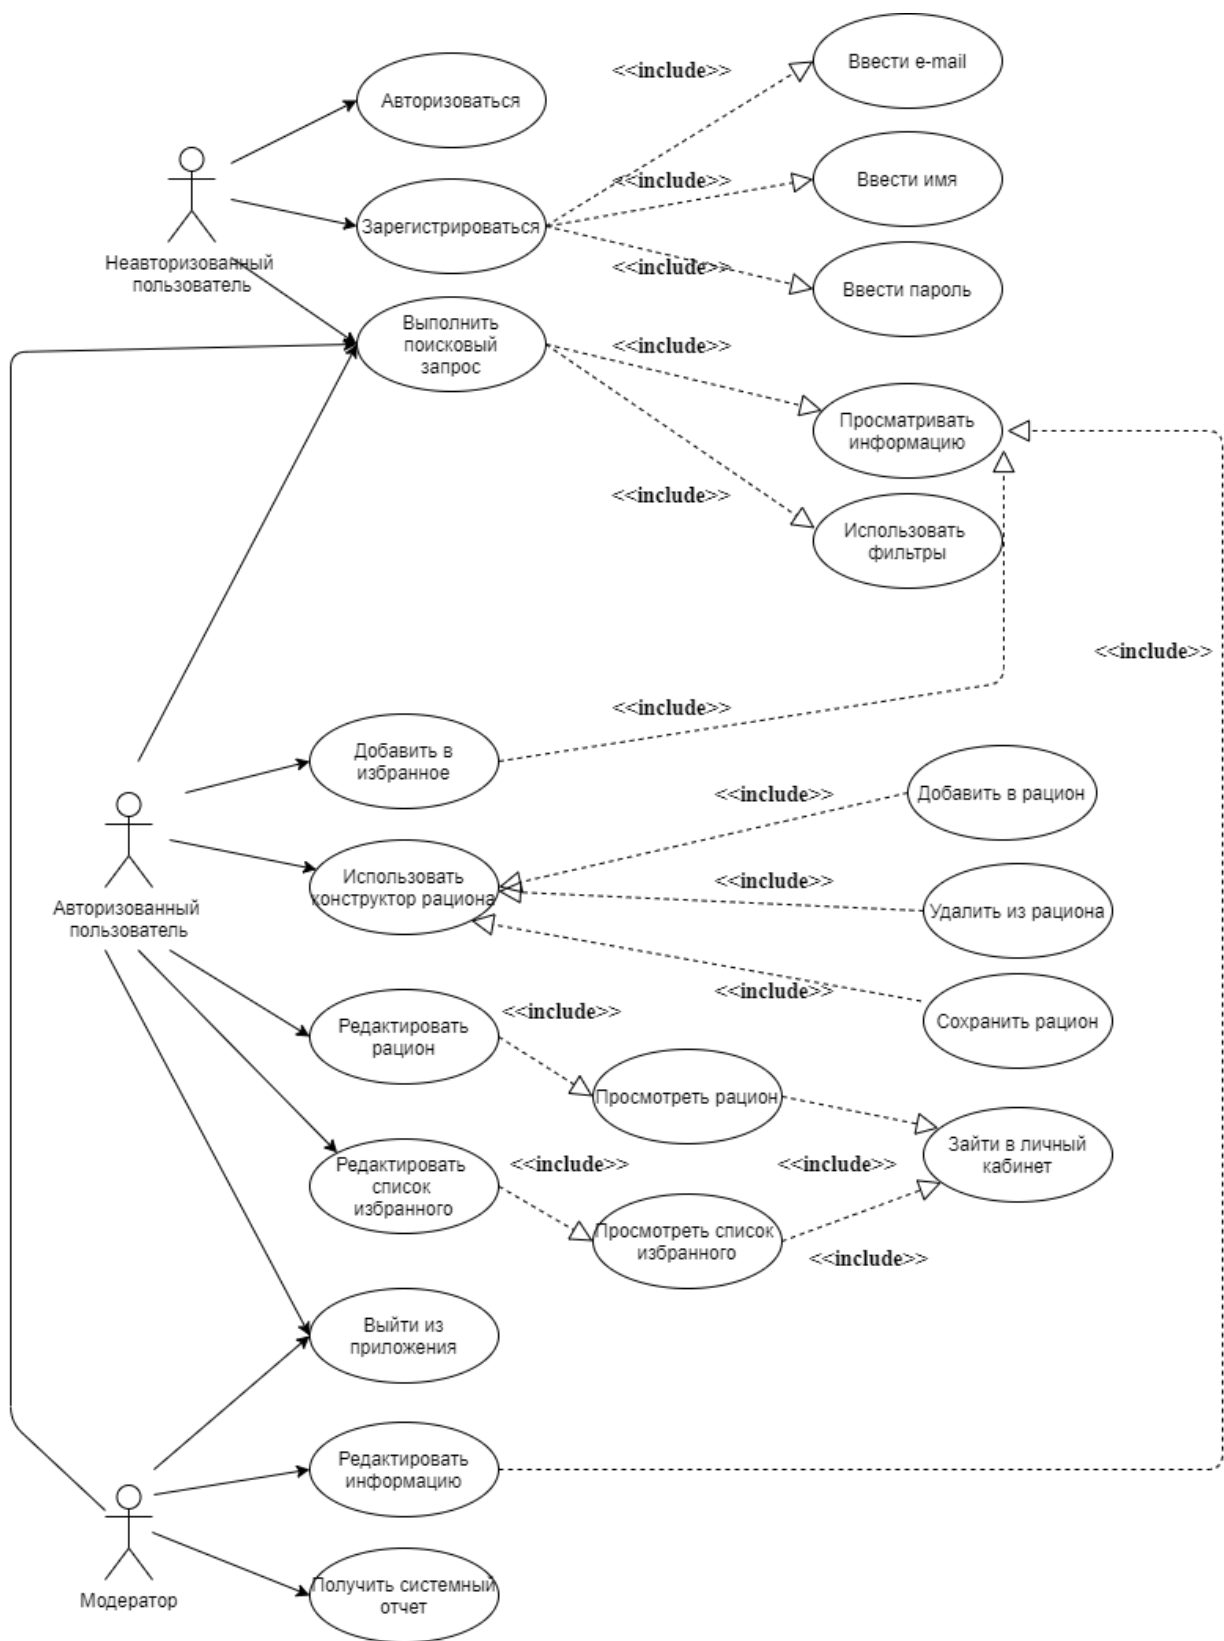 Ввести e-mail
<<include>>
Авторизоваться
Ввести имя
<<include>>
Зарегистрироваться
Неавторизованный
пользователь
<<include>>
Ввести пароль
Выполнить
поисковый
запрос
<<include>>
Просматривать
информацию
<<include>>
Использовать
фильтры
<<include>>
<<include>>
Добавить в
избранное
<<include>>
Добавить в рацион
Использовать
конструктор рациона
<<include>>
Удалить из рациона
Авторизованный
пользователь
<<include>>
Сохранить рацион
Редактировать
рацион
<<include>>
Просмотреть рацион
Зайти в личный
кабинет
Редактировать
список
избранного
<<include>>
<<include>>
Просмотреть список
избранного
<<include>>
Выйти из
приложения
Редактировать
информацию
Модератор
Получить системный
отчет